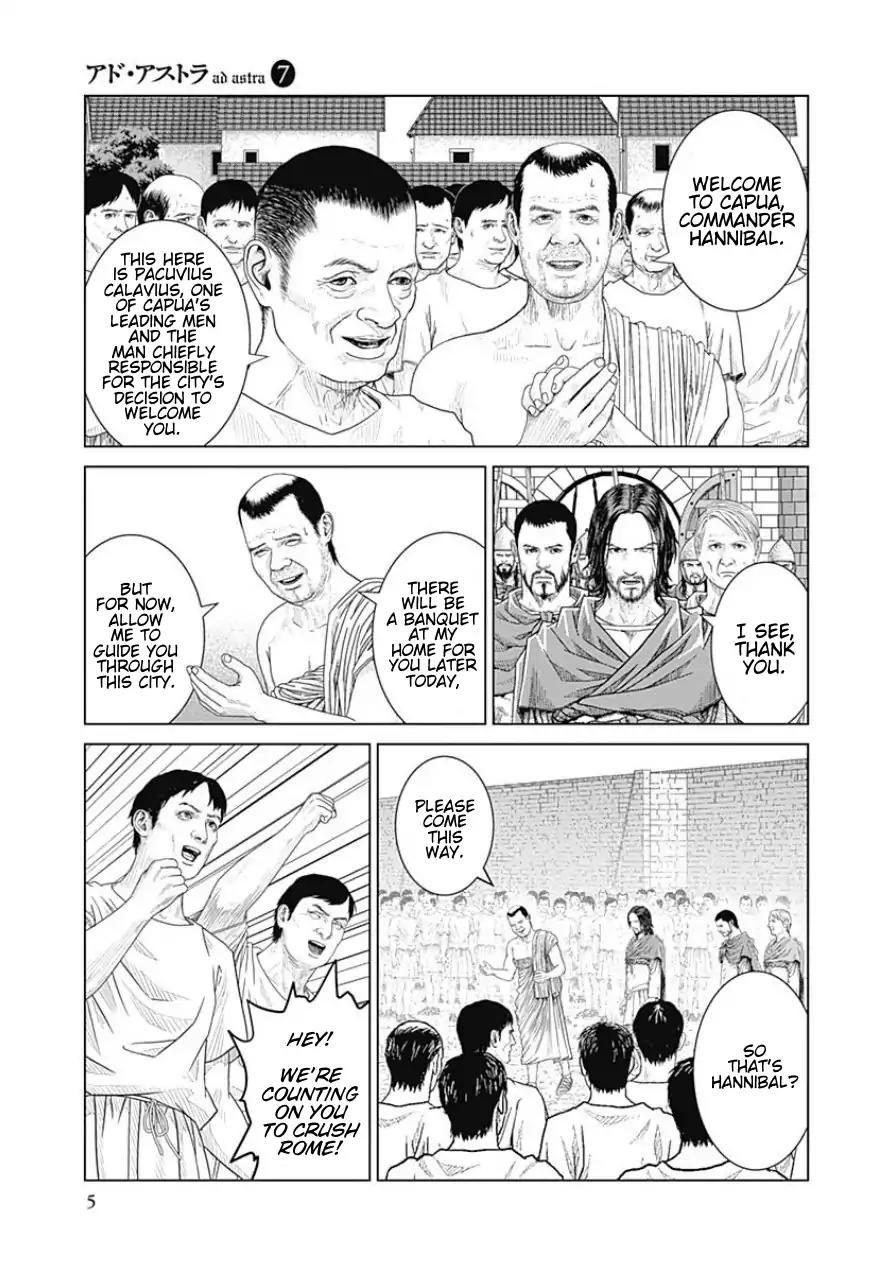 アド・アストラ ad astra 7
WELCOME
TO CAPUA,
COMMANDER
HANNIBAL.
THIS HERE
IS PACUVIUS
CALAVIUS, ONE
OF CAPUA'S
LEADING MEN
AND THE
MAN CHIEFLY
RESPONSIBLE
FOR THE CITY'S
DECISION TO
WELCOME
YOU.
I SEE,
THANK
YOU.
THERE
WILL BE
A BANQUET
AT MY
HOME FOR
YOU LATER
TODAY,
BUT
FOR NOW,
ALLOW
ME TO
GUIDE YOU
THROUGH
THIS CITY.
PLEASE
COME
THIS
WAY.
SO
THAT'S
HANNIBAL?
HEY!
WE'RE
COUNTING
ON YOU
TO CRUSH
ROME!
5